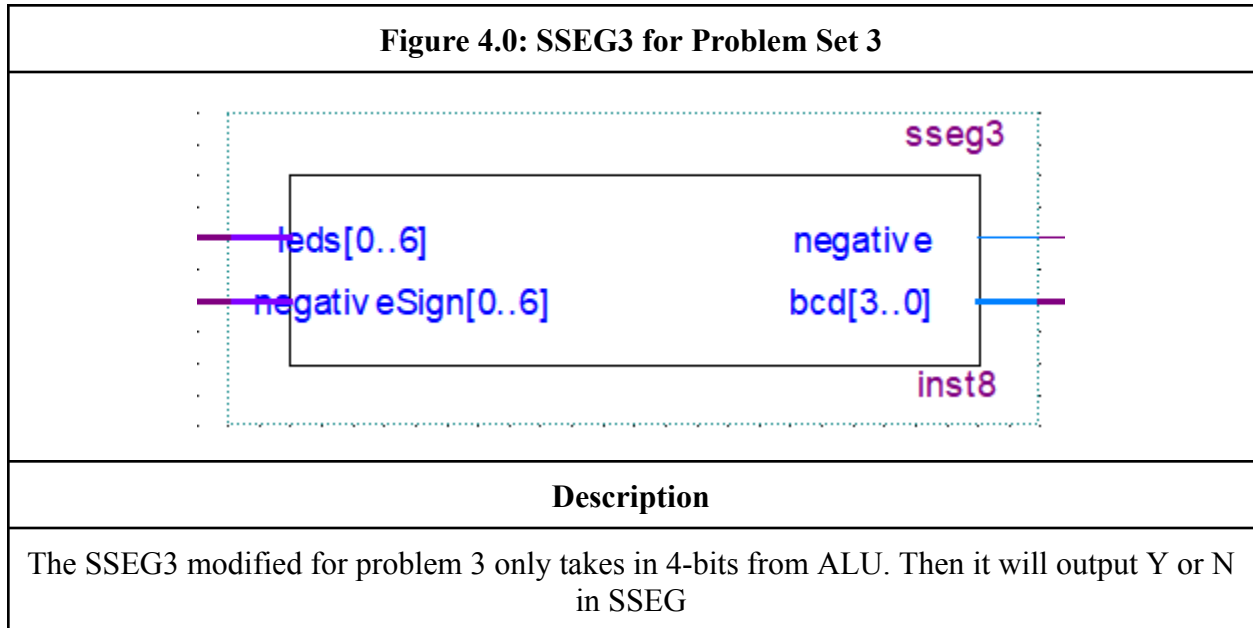 Figure 4.0: SSEG3 for Problem Set 3
sseg3
leds[0..6] negative
negativeSign[0..6] bcd[3..0]
inst8
Description
The SSEG3 modified for problem 3 only takes in 4-bits from ALU. Then it will output Y or N
in SSEG